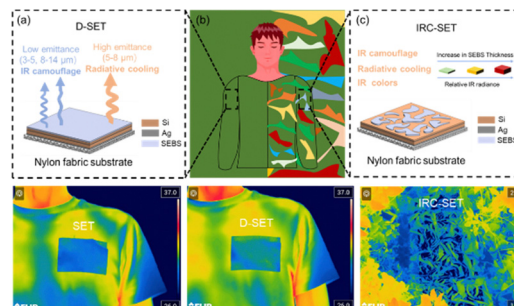 (a)
D-SET
Low emittance
(3-5, 8-14 μm)
IR camouflage
High emittance
(5-8 μm)
Radiative cooling
Si
Ag
SEBS
Nylon fabric substrate
(b)
(c)
IRC-SET
IR camouflage
Radiative cooling
IR colors
Increase in SEBS Thickness
Relative IR radiance
Si
Ag
SEBS
Nylon fabric substrate
37.0
SET
37.0
D-SET
IRC-SET